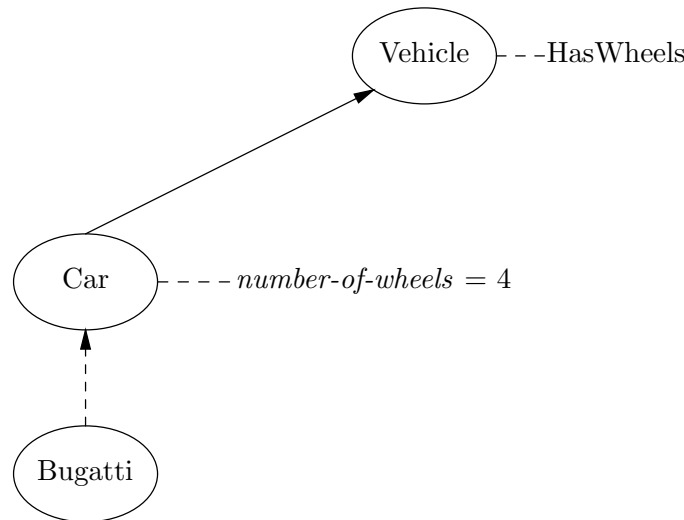 Vehicle
HasWheels
Car
number-of-wheels = 4
Bugatti